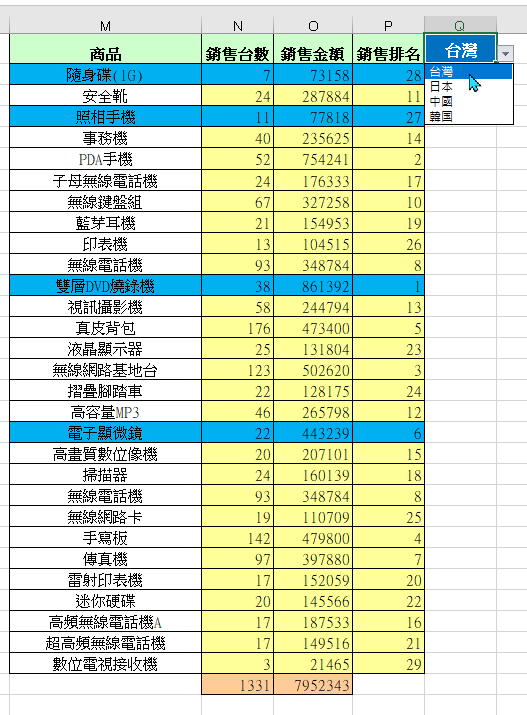 M N O P Q
商品 銷售台數 銷售金額 銷售排名 台灣
隨身碟(1G) 7 73158 28 台灣
安全靴 24 287884 11 日本
照相手機 11 77818 27 中國
事務機 40 235625 14 韓国
PDA手機 52 754241 2
子母無線電話機 24 176333 17
無線鍵盤組 67 327258 10
藍芽耳機 21 154953 19
印表機 13 104515 26
無線電話機 93 348784 8
雙層DVD燒錄機 38 861392 1
視訊攝影機 58 244794 13
真皮背包 176 473400 5
液晶顯示器 25 131804 23
無線網路基地台 123 502620 3
摺疊腳踏車 22 128175 24
高容量MP3 46 265798 12
電子顯微鏡 22 443239 6
高畫質數位像機 20 207101 15
掃描器 24 160139 18
無線電話機 93 348784 8
無線網路卡 19 110709 25
手寫板 142 479800 4
傳真機 97 397880 7
雷射印表機 17 152059 20
迷你硬碟 20 145566 22
高頻無線電話機A 17 187533 16
超高頻無線電話機 17 149516 21
數位電視接收機 3 21465 29
1331 7952343